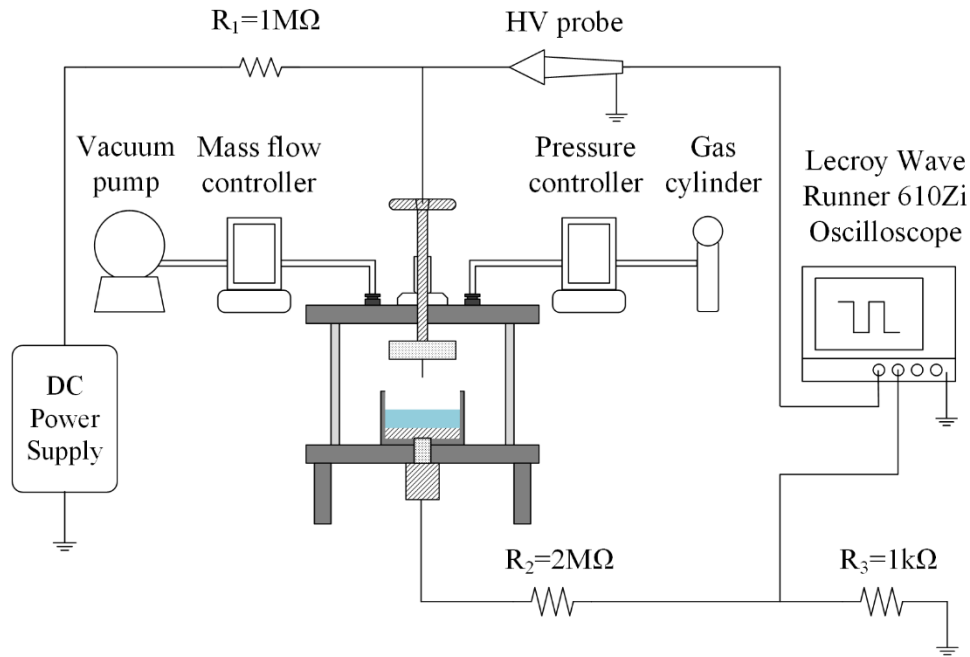 R₁=1MΩ
HV probe
Vacuum
pump
Mass flow
controller
Pressure
controller
Gas
cylinder
Lecroy Wave
Runner 610Zi
Oscilloscope
DC
Power
Supply
R₂=2MΩ
R₃=1kΩ